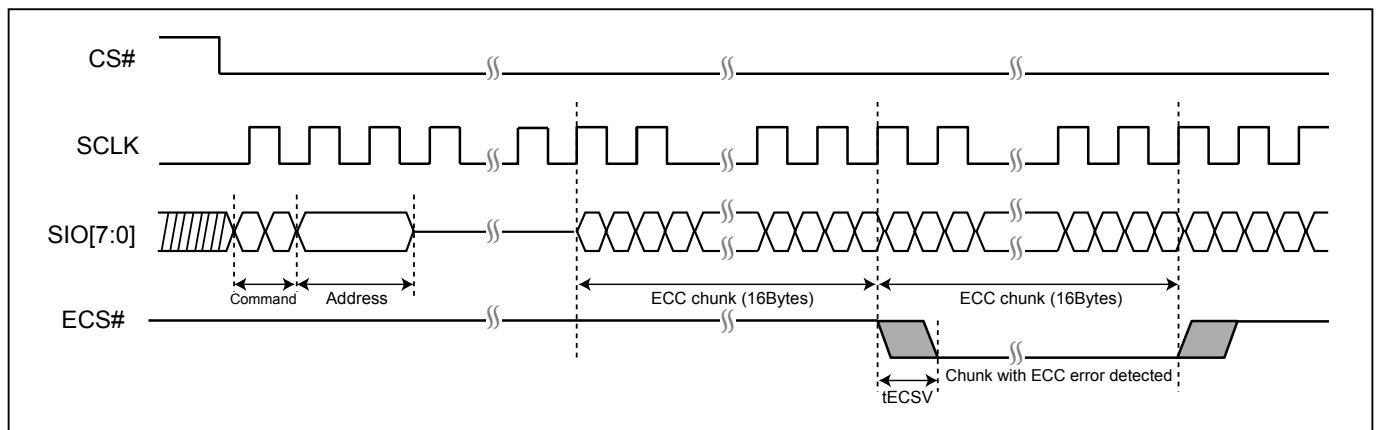 CS#
SCLK
SIO[7:0]
Command
Address
ECC chunk (16Bytes)
ECC chunk (16Bytes)
ECS#
Chunk with ECC error detected
tECSV